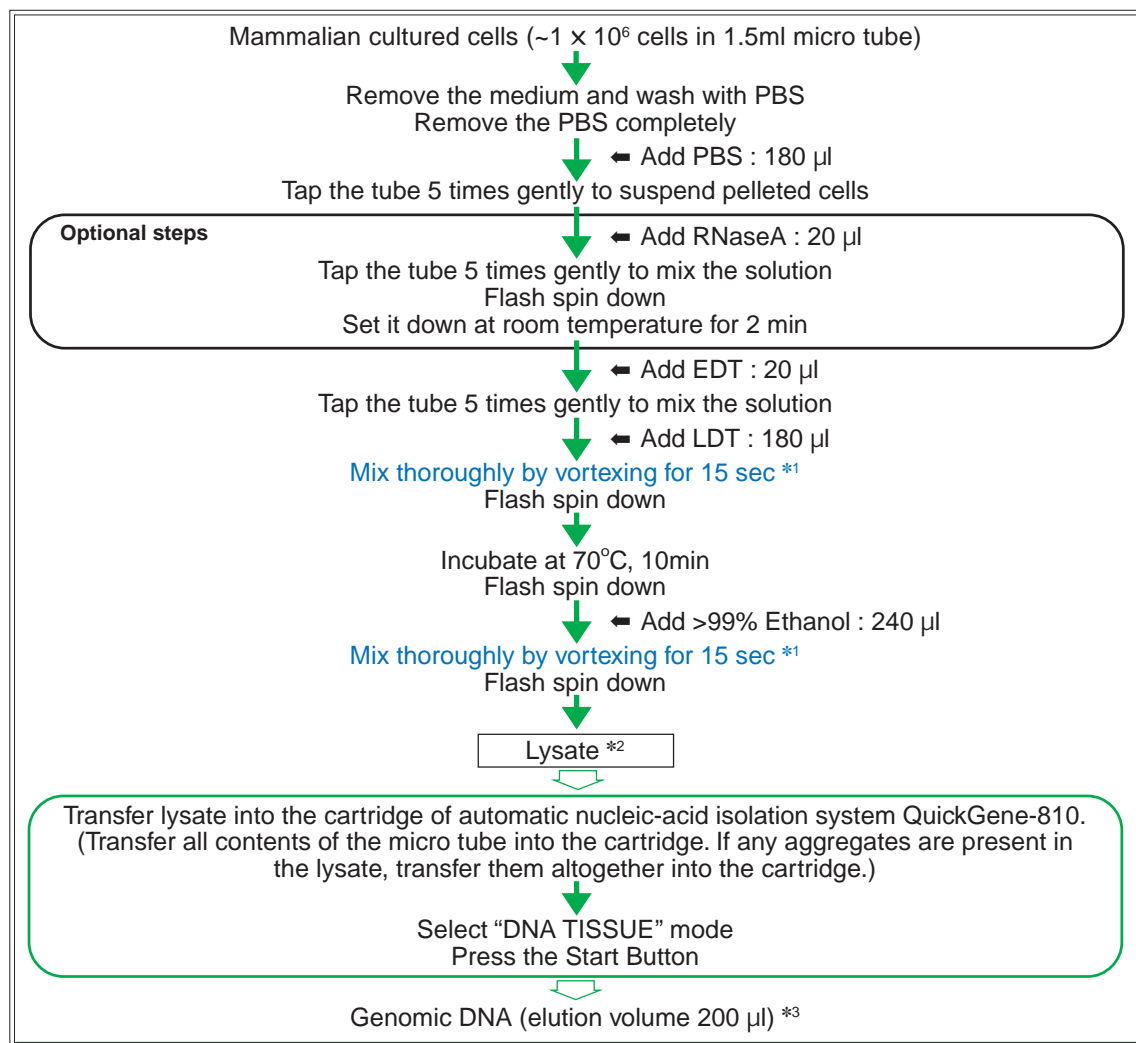 Mammalian cultured cells (~1 x 10⁶ cells in 1.5ml micro tube)
Remove the medium and wash with PBS
Remove the PBS completely
⬅ Add PBS : 180 µl
Tap the tube 5 times gently to suspend pelleted cells
Optional steps
⬅ Add RNaseA : 20 µl
Tap the tube 5 times gently to mix the solution
Flash spin down
Set it down at room temperature for 2 min
⬅ Add EDT : 20 µl
Tap the tube 5 times gently to mix the solution
⬅ Add LDT : 180 µl
Mix thoroughly by vortexing for 15 sec *¹
Flash spin down
Incubate at 70°C, 10min
Flash spin down
⬅ Add >99% Ethanol : 240 µl
Mix thoroughly by vortexing for 15 sec *¹
Flash spin down
Lysate *²
Transfer lysate into the cartridge of automatic nucleic-acid isolation system QuickGene-810.
(Transfer all contents of the micro tube into the cartridge. If any aggregates are present in
the lysate, transfer them altogether into the cartridge.)
Select “DNA TISSUE” mode
Press the Start Button
Genomic DNA (elution volume 200 µl) *³